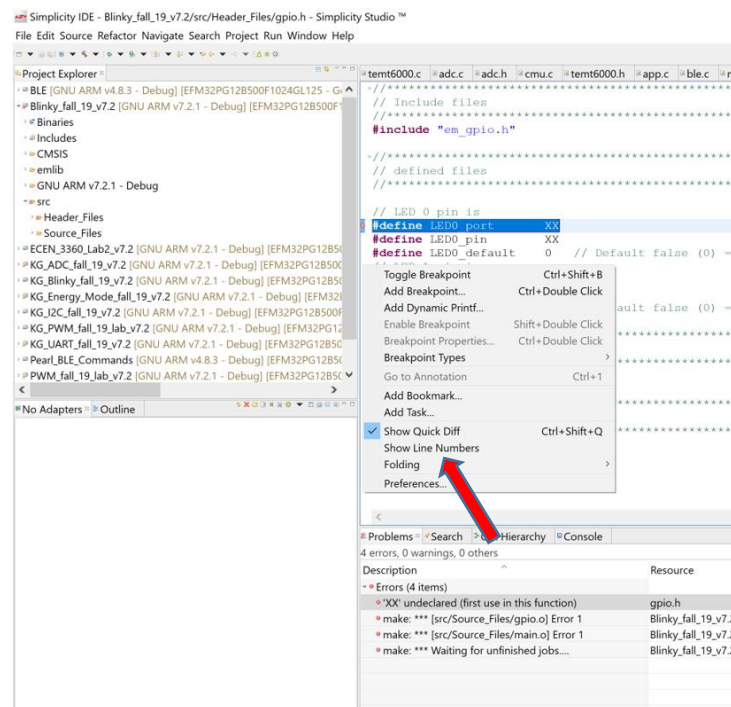 Simplicity IDE - Blinky_fall_19_v7.2/src/Header_Files/gpio.h - Simplicity Studio ™
File Edit Source Refactor Navigate Search Project Run Window Help
Project Explorer
BLE [GNU ARM v4.8.3 - Debug] [EFM32PG12B500F1024GL125 -
Blinky_fall_19_v7.2 [GNU ARM v7.2.1 - Debug] [EFM32PG12B500F
Binaries
Includes
CMSIS
emlib
GNU ARM v7.2.1 - Debug
src
Header_Files
Source_Files
ECEN_3360_Lab2_v7.2 [GNU ARM v7.2.1 - Debug] [EFM32PG12B50
KG_ADC_fall_19_v7.2 [GNU ARM v7.2.1 - Debug] [EFM32PG12B500
KG_Blinky_fall_19_v7.2 [GNU ARM v7.2.1 - Debug] [EFM32PG12B50
KG_Energy_Mode_fall_19_v7.2 [GNU ARM v7.2.1 - Debug] [EFM32
KG_I2C_fall_19_v7.2 [GNU ARM v7.2.1 - Debug] [EFM32PG12B500F
KG_PWM_fall_19_lab_v7.2 [GNU ARM v7.2.1 - Debug] [EFM32PG12
KG_UART_fall_19_v7.2 [GNU ARM v7.2.1 - Debug] [EFM32PG12B50
Pearl_BLE_Commands [GNU ARM v4.8.3 - Debug] [EFM32PG12B50
PWM_fall_19_lab_v7.2 [GNU ARM v7.2.1 - Debug] [EFM32PG12B50
No Adapters Outline
temt6000.c adc.c adc.h cmu.c temt6000.h app.c ble.c
//***********************************************
// Include files
//***********************************************
#include "em_gpio.h"
//***********************************************
// defined files
//***********************************************
// LED 0 pin is
#define LED0_port XX
#define LED0_pin XX
#define LED0_default 0 // Default false (0) =
ault false (0) =
Toggle Breakpoint Ctrl+Shift+B
Add Breakpoint... Ctrl+Double Click
Add Dynamic Printf...
Enable Breakpoint Shift+Double Click
Breakpoint Properties... Ctrl+Double Click
Breakpoint Types
Go to Annotation Ctrl+1
Add Bookmark...
Add Task...
Show Quick Diff Ctrl+Shift+Q
Show Line Numbers
Folding
Preferences...
Problems Search Hierarchy Console
4 errors, 0 warnings, 0 others
Description Resource
Errors (4 items)
'XX' undeclared (first use in this function) gpio.h
make: *** [src/Source_Files/gpio.o] Error 1 Blinky_fall_19_v7.
make: *** [src/Source_Files/main.o] Error 1 Blinky_fall_19_v7.
make: *** Waiting for unfinished jobs.... Blinky_fall_19_v7.